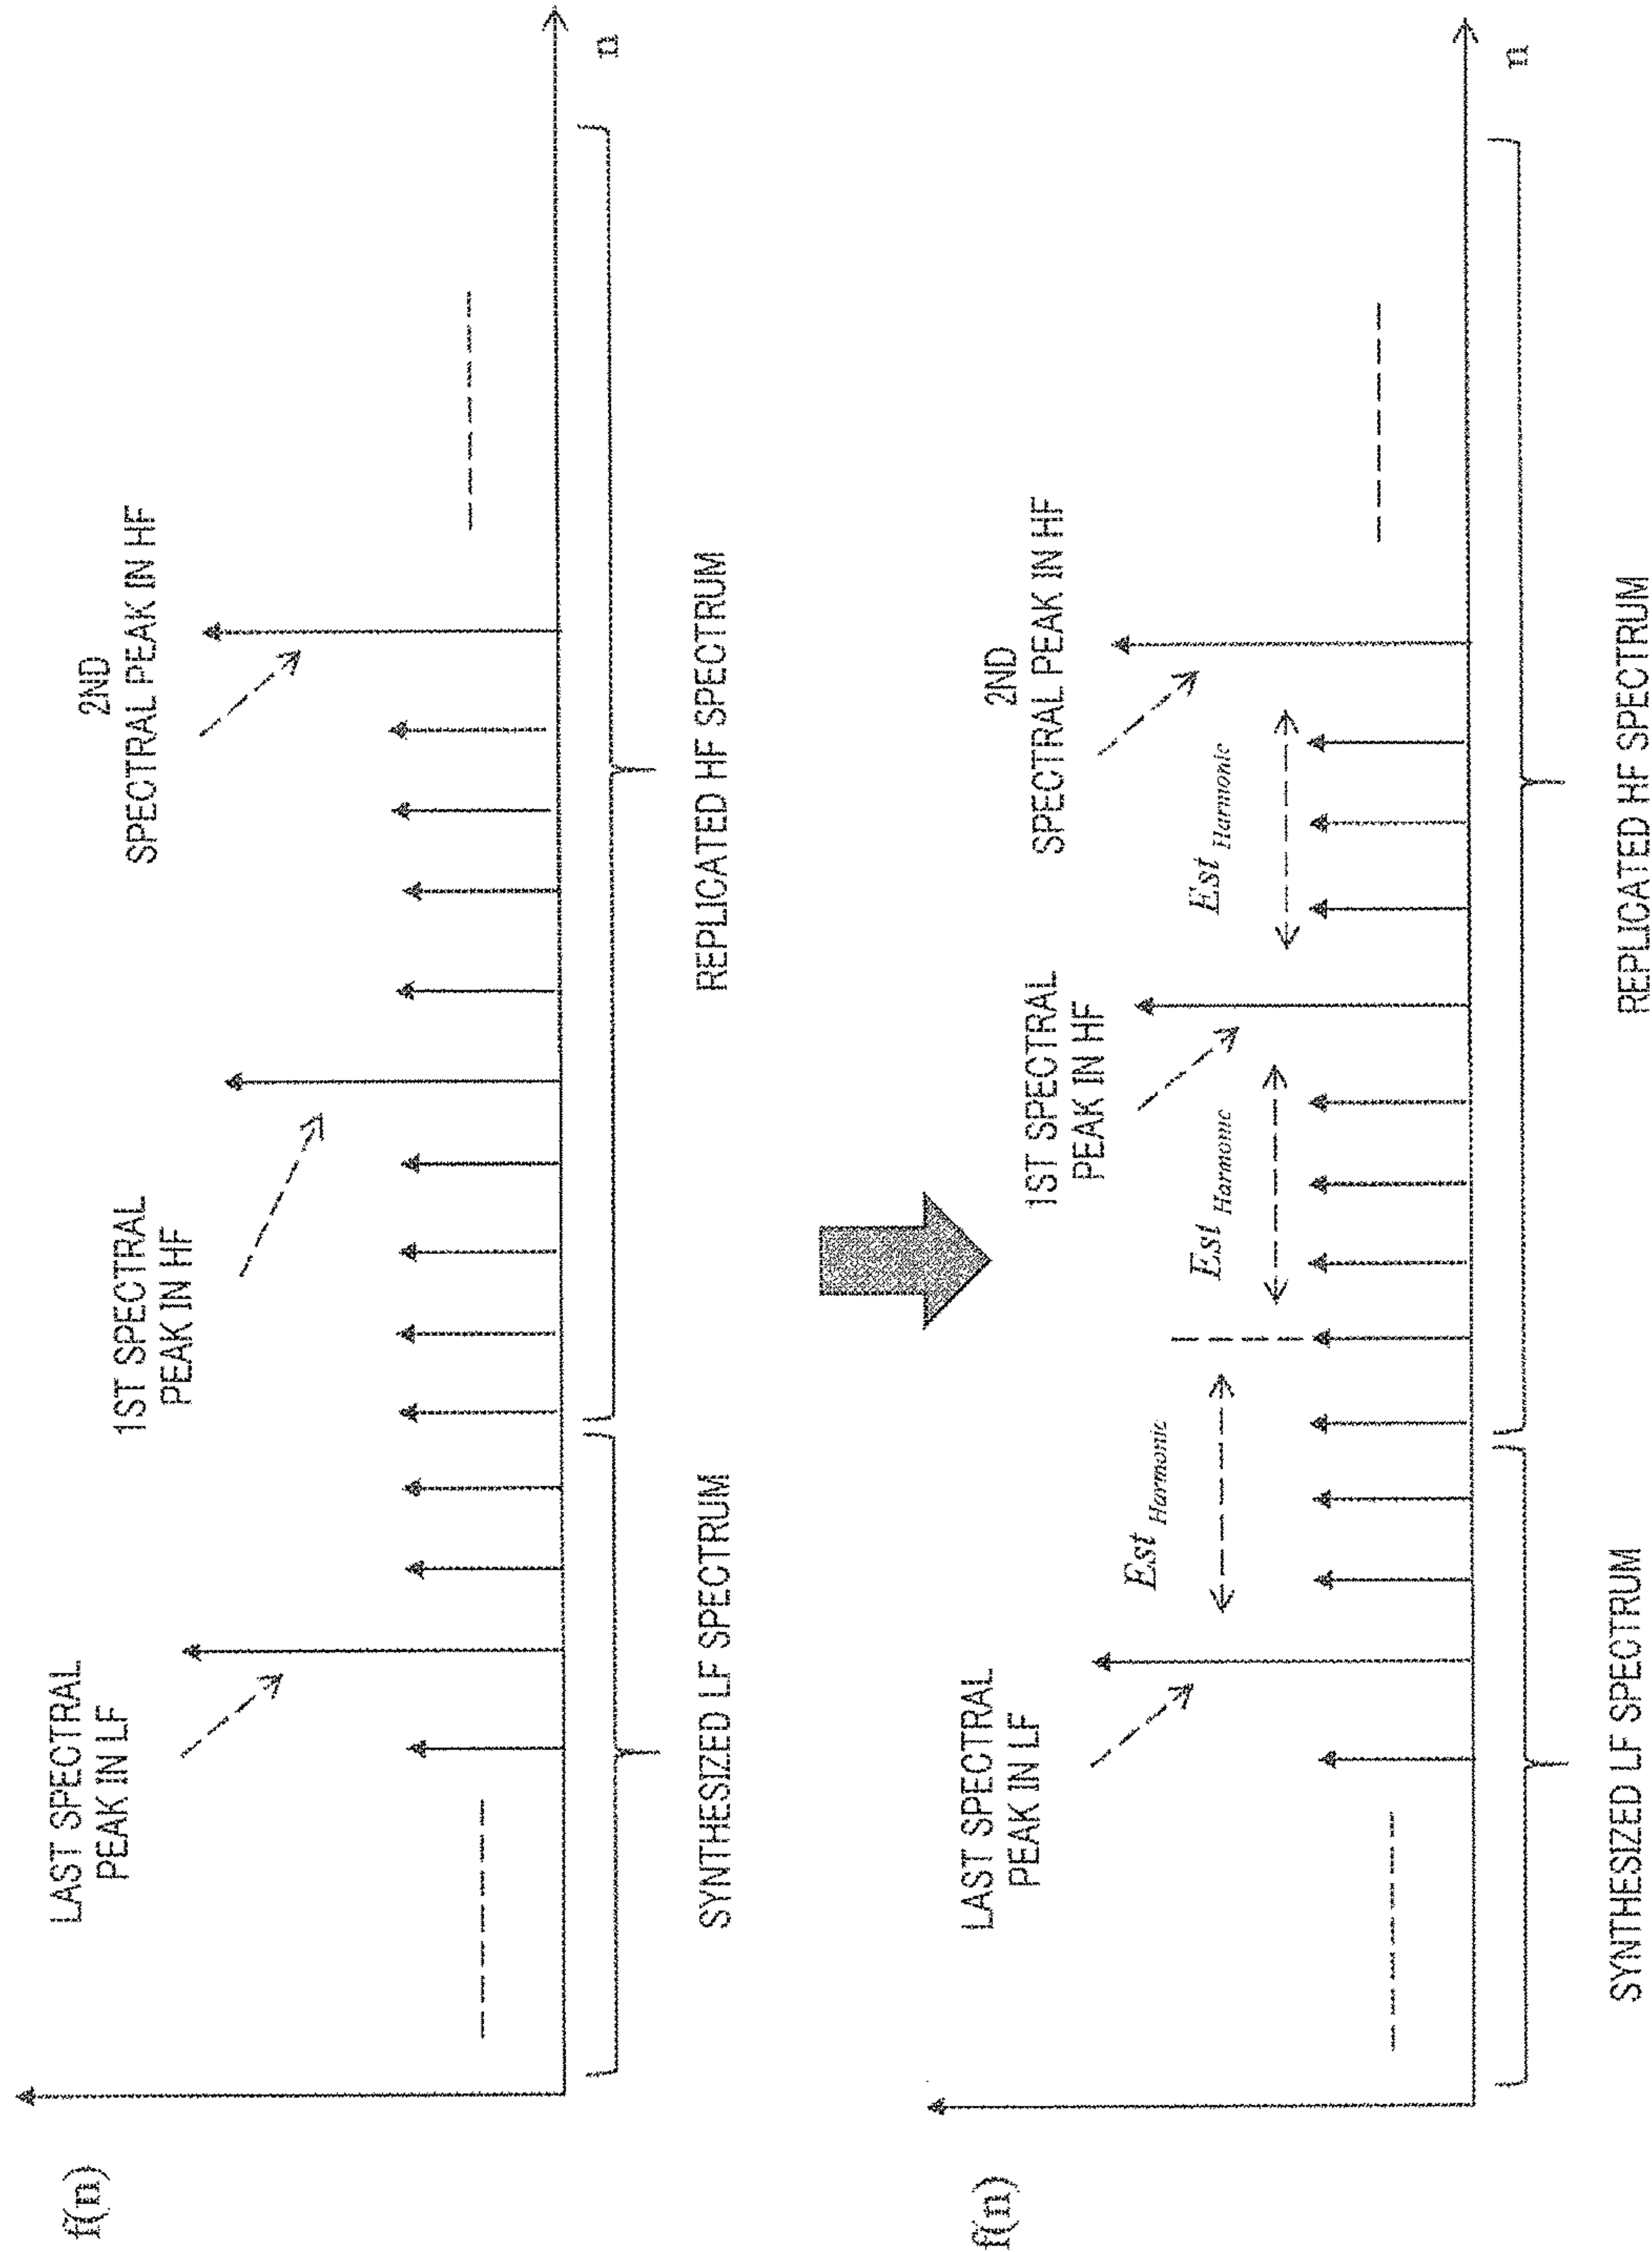 f(n)
LAST SPECTRAL
PEAK IN LF
1ST SPECTRAL
PEAK IN HF
2ND
SPECTRAL PEAK IN HF
n
SYNTHESIZED LF SPECTRUM
REPLICATED HF SPECTRUM
f(n)
LAST SPECTRAL
PEAK IN LF
Est Harmonic
Est Harmonic
1ST SPECTRAL
PEAK IN HF
Est Harmonic
2ND
SPECTRAL PEAK IN HF
n
SYNTHESIZED LF SPECTRUM
REPLICATED HF SPECTRUM